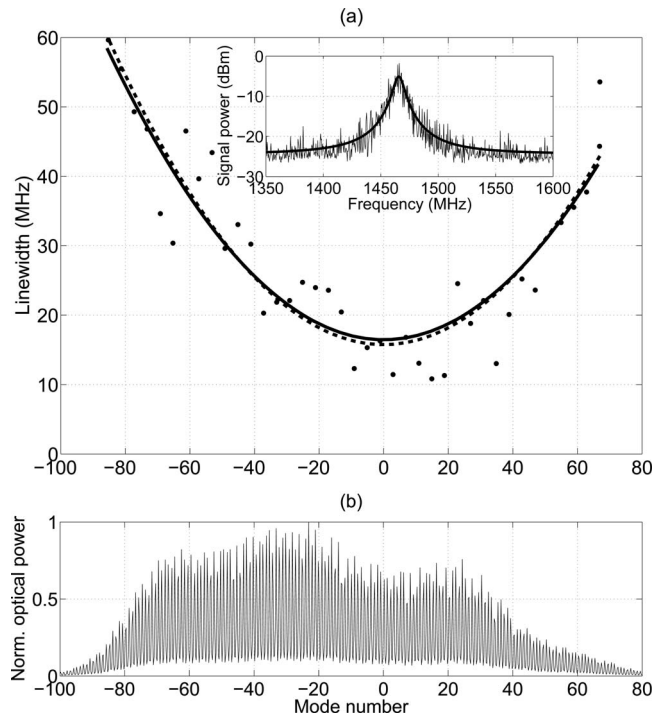 (a)
60
50
40
30
20
10
0
Linewidth (MHz)
−100 −80 −60 −40 −20 0 20 40 60 80
0
−10
−20
−30
Signal power (dBm)
1350 1400 1450 1500 1550 1600
Frequency (MHz)
(b)
1
0.5
0
Norm. optical power
−100 −80 −60 −40 −20 0 20 40 60 80
Mode number